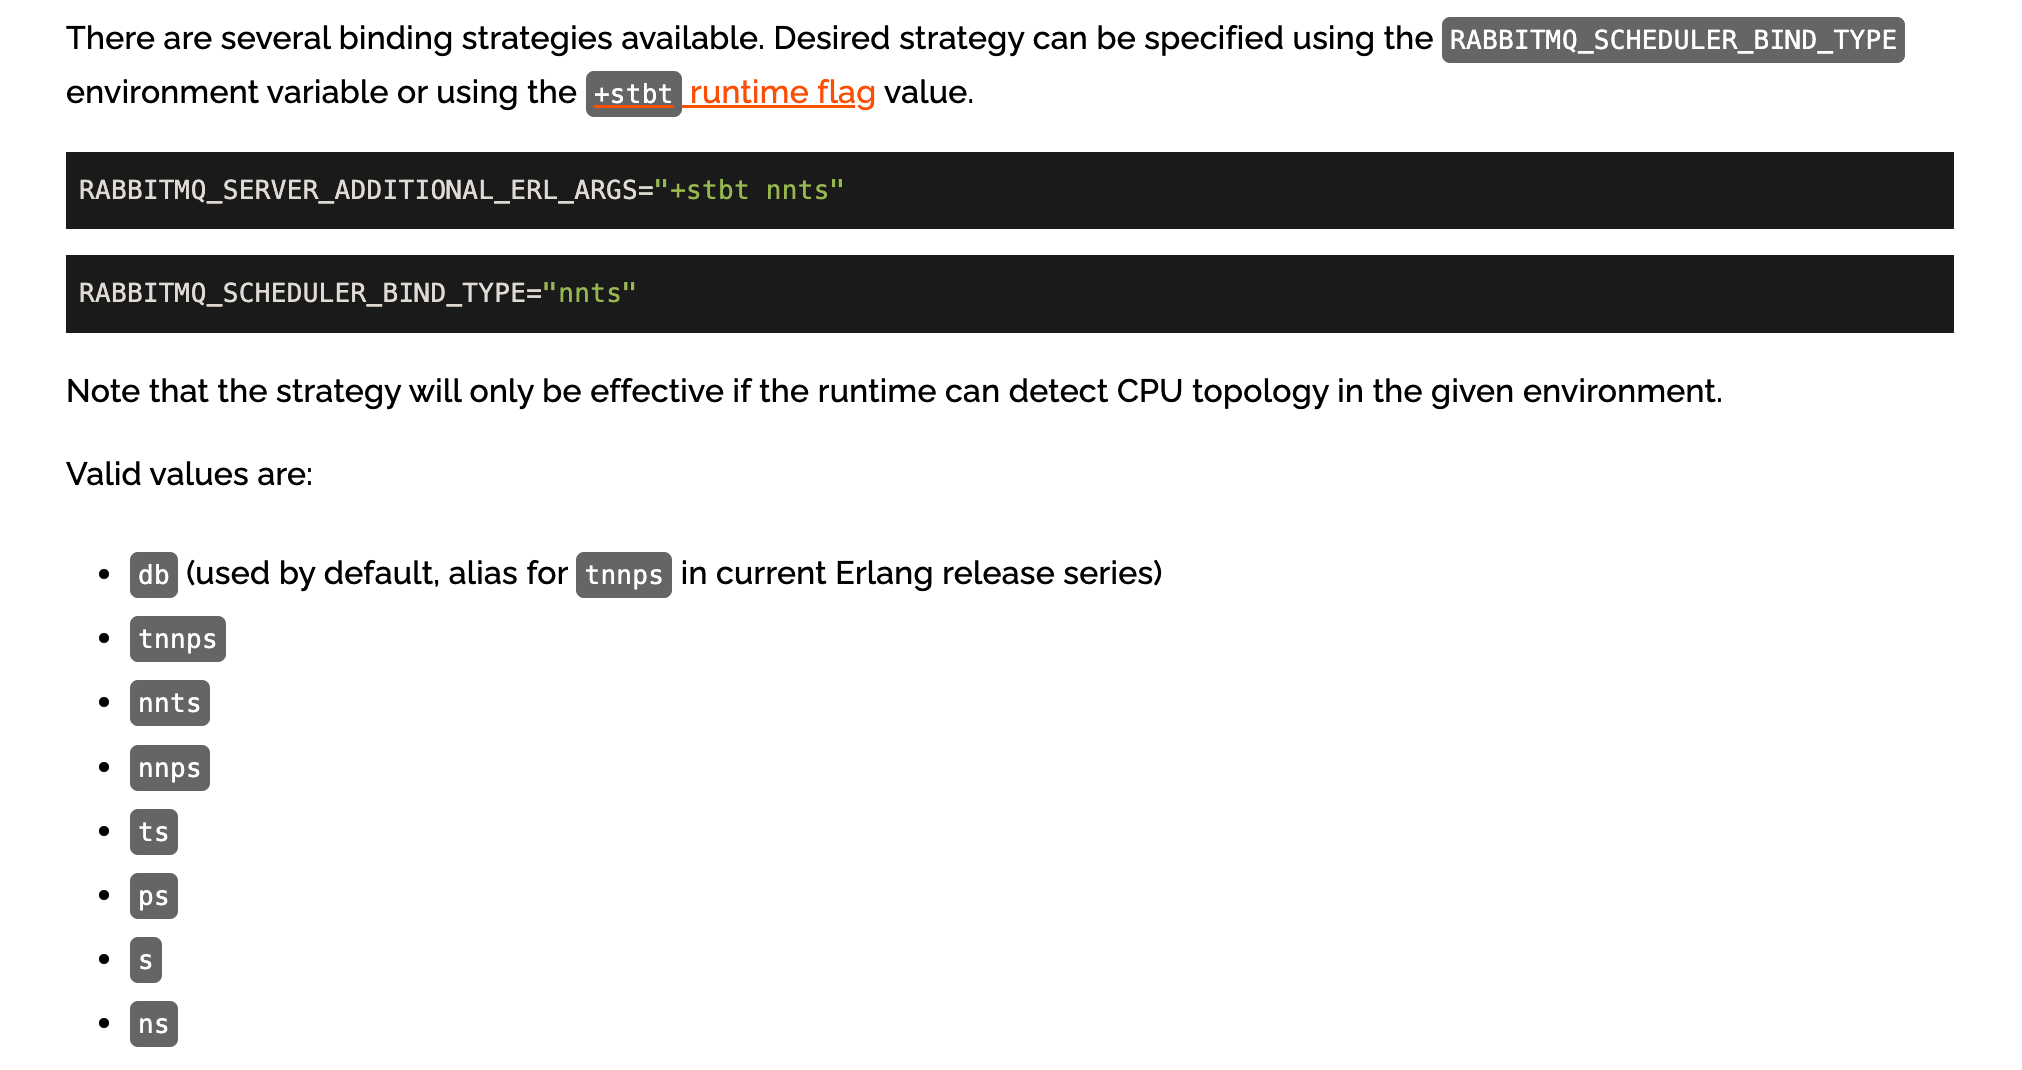 There are several binding strategies available. Desired strategy can be specified using the RABBITMQ_SCHEDULER_BIND_TYPE
environment variable or using the +stbt runtime flag value.
RABBITMQ_SERVER_ADDITIONAL_ERL_ARGS="+stbt nnts"
RABBITMQ_SCHEDULER_BIND_TYPE="nnts"
Note that the strategy will only be effective if the runtime can detect CPU topology in the given environment.
Valid values are:
• db (used by default, alias for tnnps in current Erlang release series)
• tnnps
• nnts
• nnps
• ts
• ps
• s
• ns